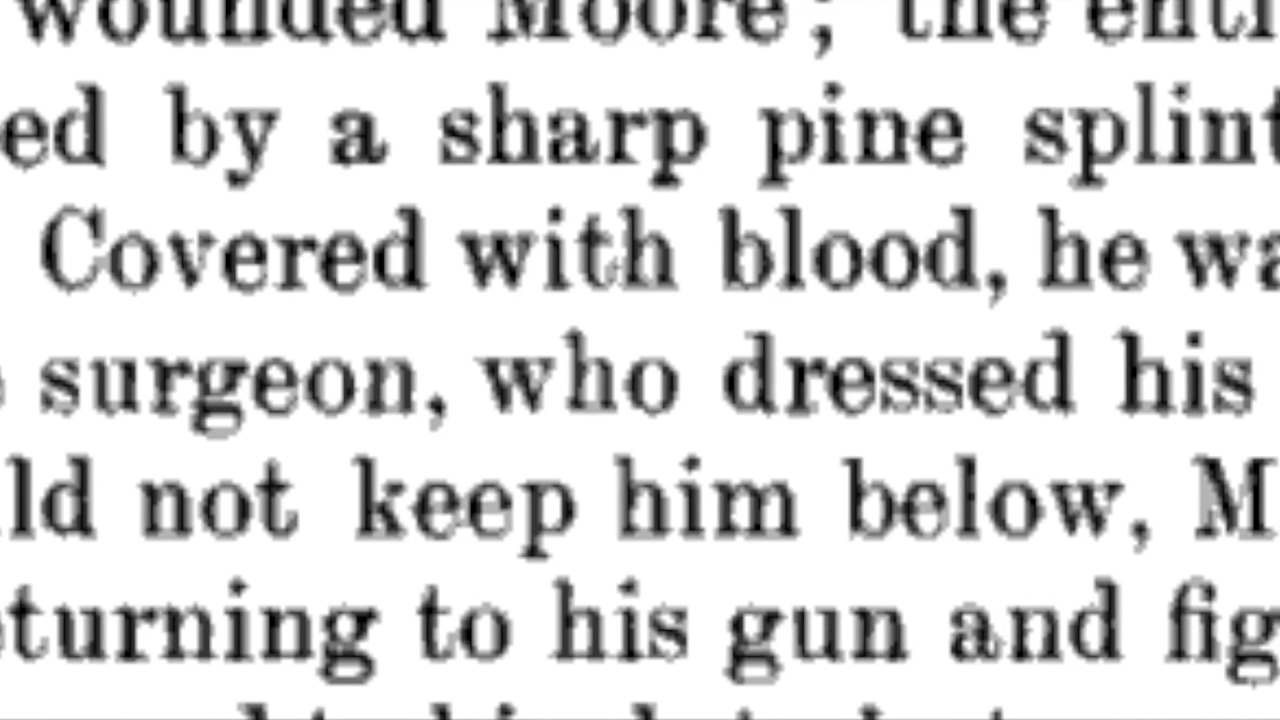 wounded Moore; the enti
ed by a sharp pine splint
Covered with blood, he wa
surgeon, who dressed his
ld not keep him below, M
eturning to his gun and fig